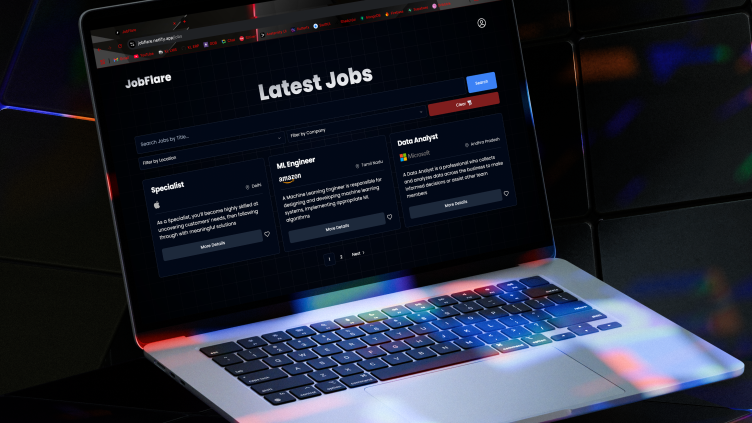 jobflare.netlify.app/jobs
JobFlare
Latest Jobs
Search Jobs by Title...
Search
Filter by Location
Filter by Company
Clear
Specialist
Delhi
As a Specialist, you'll become highly skilled at
uncovering customers' needs, then following
through with meaningful solutions
More Details
ML Engineer
amazon
Tamil Nadu
A Machine Learning Engineer is responsible for
designing and developing machine learning
systems, implementing appropriate ML
algorithms
More Details
Data Analyst
Microsoft
Andhra Pradesh
A Data Analyst is a professional who collects
and analyzes data across the business to make
informed decisions or assist other team
members
More Details
1 2 Next